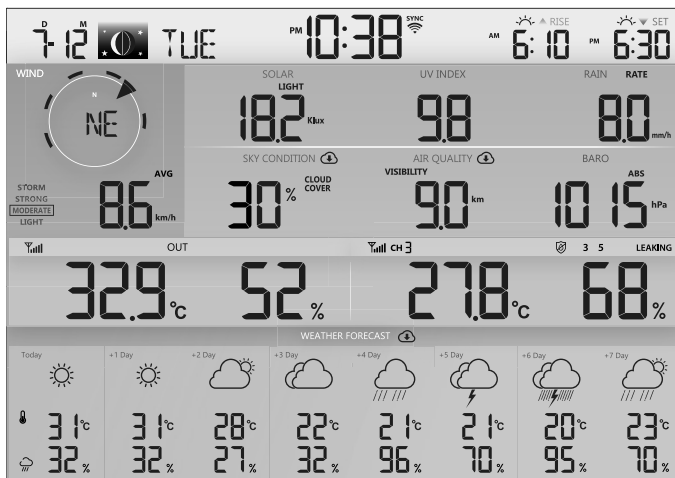 D M
7-12 TUE PM 10:38 SYNC AM RISE 6:10 PM SET 6:30
WIND SOLAR UV INDEX RAIN RATE
N LIGHT
NE 18.2 Klux 9.8 8.0 mm/h
SKY CONDITION AIR QUALITY BARO
AVG CLOUD COVER VISIBILITY ABS
STORM
STRONG
MODERATE
LIGHT
8.6 km/h 30 % 9.0 km 1015 hPa
OUT CH 3 3 5 LEAKING
32.9 °C 52 % 27.8 °C 68 %
WEATHER FORECAST
Today +1 Day +2 Day +3 Day +4 Day +5 Day +6 Day +7 Day
31 °C 31 °C 28 °C 22 °C 21 °C 21 °C 20 °C 23 °C
32 % 32 % 27 % 32 % 96 % 70 % 95 % 70 %